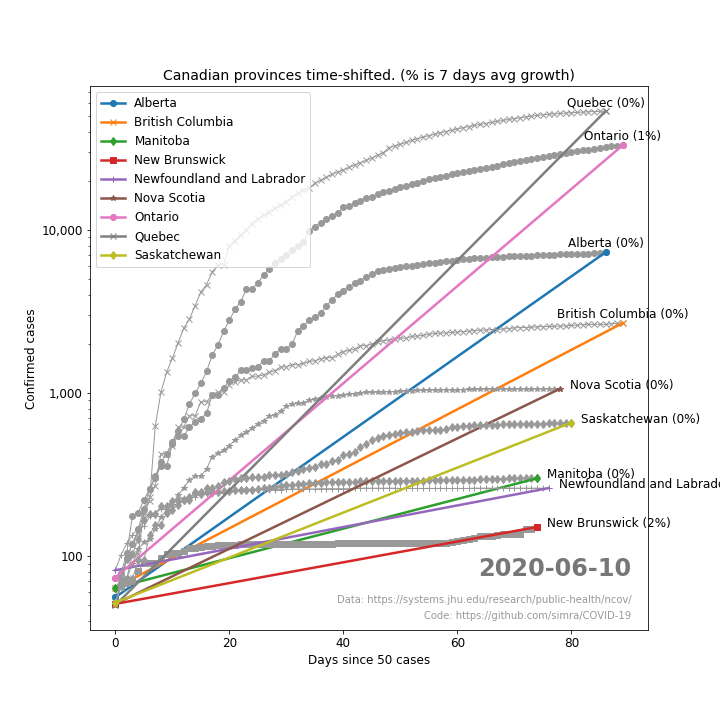 Canadian provinces time-shifted. (% is 7 days avg growth)
Alberta
British Columbia
Manitoba
New Brunswick
Newfoundland and Labrador
Nova Scotia
Ontario
Quebec
Saskatchewan
Quebec (0%)
Ontario (1%)
Alberta (0%)
British Columbia (0%)
Nova Scotia (0%)
Saskatchewan (0%)
Manitoba (0%)
Newfoundland and Labrado
New Brunswick (2%)
10,000
1,000
100
Confirmed cases
2020-06-10
Data: https://systems.jhu.edu/research/public-health/ncov/
Code: https://github.com/simra/COVID-19
0 20 40 60 80
Days since 50 cases